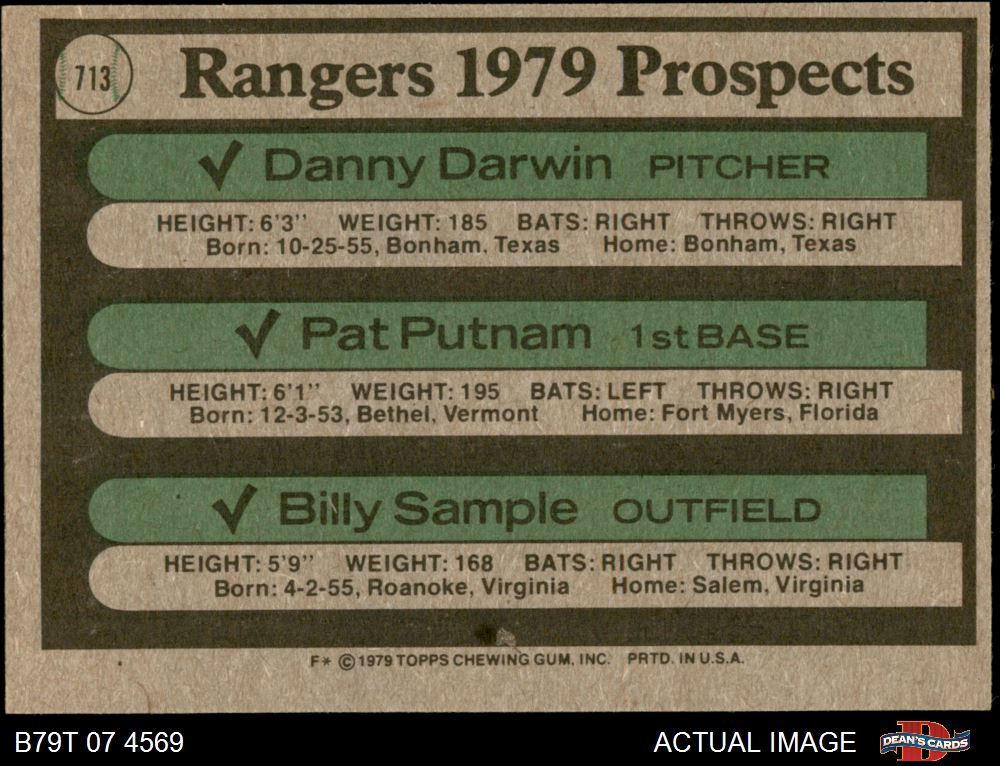 713
Rangers 1979 Prospects
✓ Danny Darwin PITCHER
HEIGHT: 6'3" WEIGHT: 185 BATS: RIGHT THROWS: RIGHT
Born: 10-25-55, Bonham, Texas Home: Bonham, Texas
✓ Pat Putnam 1st BASE
HEIGHT: 6'1" WEIGHT: 195 BATS: LEFT THROWS: RIGHT
Born: 12-3-53, Bethel, Vermont Home: Fort Myers, Florida
✓ Billy Sample OUTFIELD
HEIGHT: 5'9" WEIGHT: 168 BATS: RIGHT THROWS: RIGHT
Born: 4-2-55, Roanoke, Virginia Home: Salem, Virginia
F* © 1979 TOPPS CHEWING GUM, INC. PRTD. IN U.S.A.
B79T 07 4569
ACTUAL IMAGE
D
DEAN'S CARDS